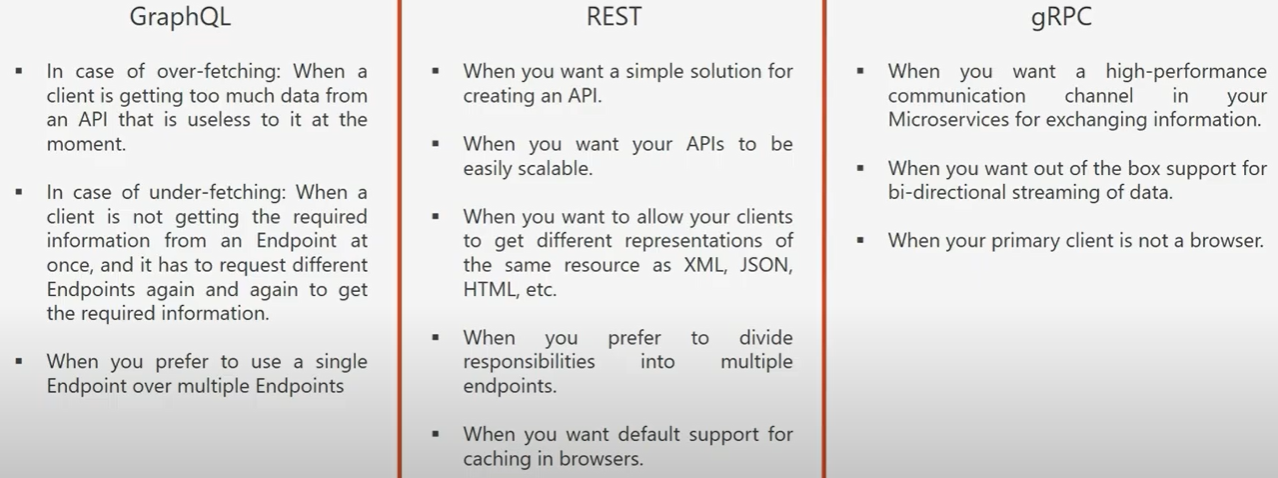 GraphQL
▪ In case of over-fetching: When a
client is getting too much data from
an API that is useless to it at the
moment.
▪ In case of under-fetching: When a
client is not getting the required
information from an Endpoint at
once, and it has to request different
Endpoints again and again to get
the required information.
▪ When you prefer to use a single
Endpoint over multiple Endpoints
REST
▪ When you want a simple solution for
creating an API.
▪ When you want your APIs to be
easily scalable.
▪ When you want to allow your clients
to get different representations of
the same resource as XML, JSON,
HTML, etc.
▪ When you prefer to divide
responsibilities into multiple
endpoints.
▪ When you want default support for
caching in browsers.
gRPC
▪ When you want a high-performance
communication channel in your
Microservices for exchanging information.
▪ When you want out of the box support for
bi-directional streaming of data.
▪ When your primary client is not a browser.